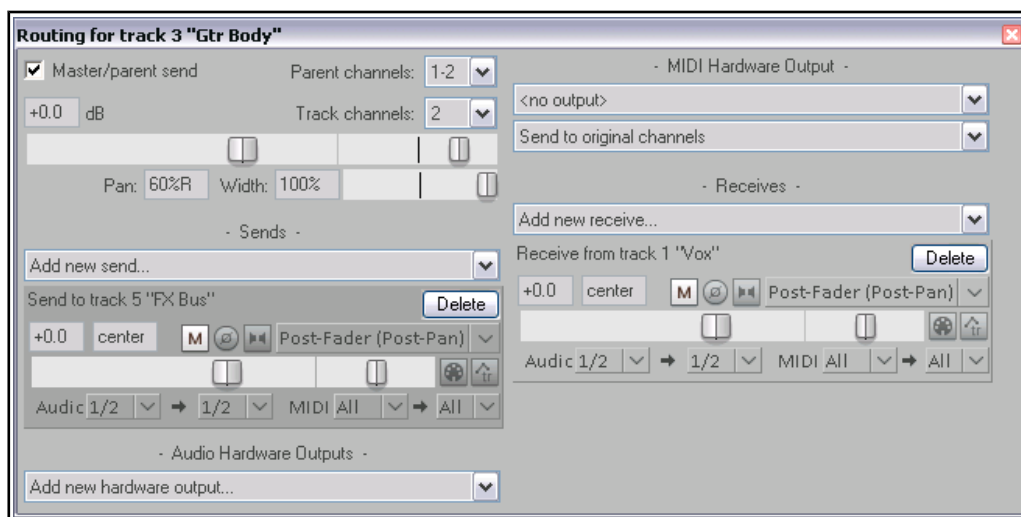 Routing for track 3 "Gtr Body"
Master/parent send Parent channels: 1-2
+0.0 dB Track channels: 2
Pan: 60%R Width: 100%
- Sends -
Add new send...
Send to track 5 "FX Bus" Delete
+0.0 center M Post-Fader (Post-Pan)
tr
Audic 1/2 → 1/2 MIDI All → All
- Audio Hardware Outputs -
Add new hardware output...
- MIDI Hardware Output -
<no output>
Send to original channels
- Receives -
Add new receive...
Receive from track 1 "Vox" Delete
+0.0 center M Post-Fader (Post-Pan)
tr
Audic 1/2 → 1/2 MIDI All → All